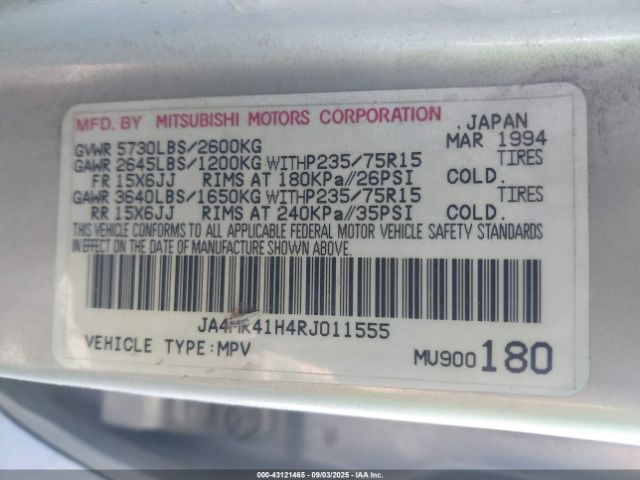 MFD. BY MITSUBISHI MOTORS CORPORATION , JAPAN
GVWR 5730LBS/2600KG MAR 1994
GAWR 2645LBS/1200KG WITHP235/75R15 TIRES
FR 15X6JJ RIMS AT 180KPa//26PSI COLD.
GAWR 3640LBS/1650KG WITHP235/75R15 TIRES
RR 15X6JJ RIMS AT 240KPa//35PSI COLD.
THIS VEHICLE CONFORMS TO ALL APPLICABLE FEDERAL MOTOR VEHICLE SAFETY STANDARDS
IN EFFECT ON THE DATE OF MANUFACTURE SHOWN ABOVE.
JA4MR41H4RJ011555
VEHICLE TYPE:MPV MU900 180
000-43121465 - 09/03/2025 - IAAI.COM